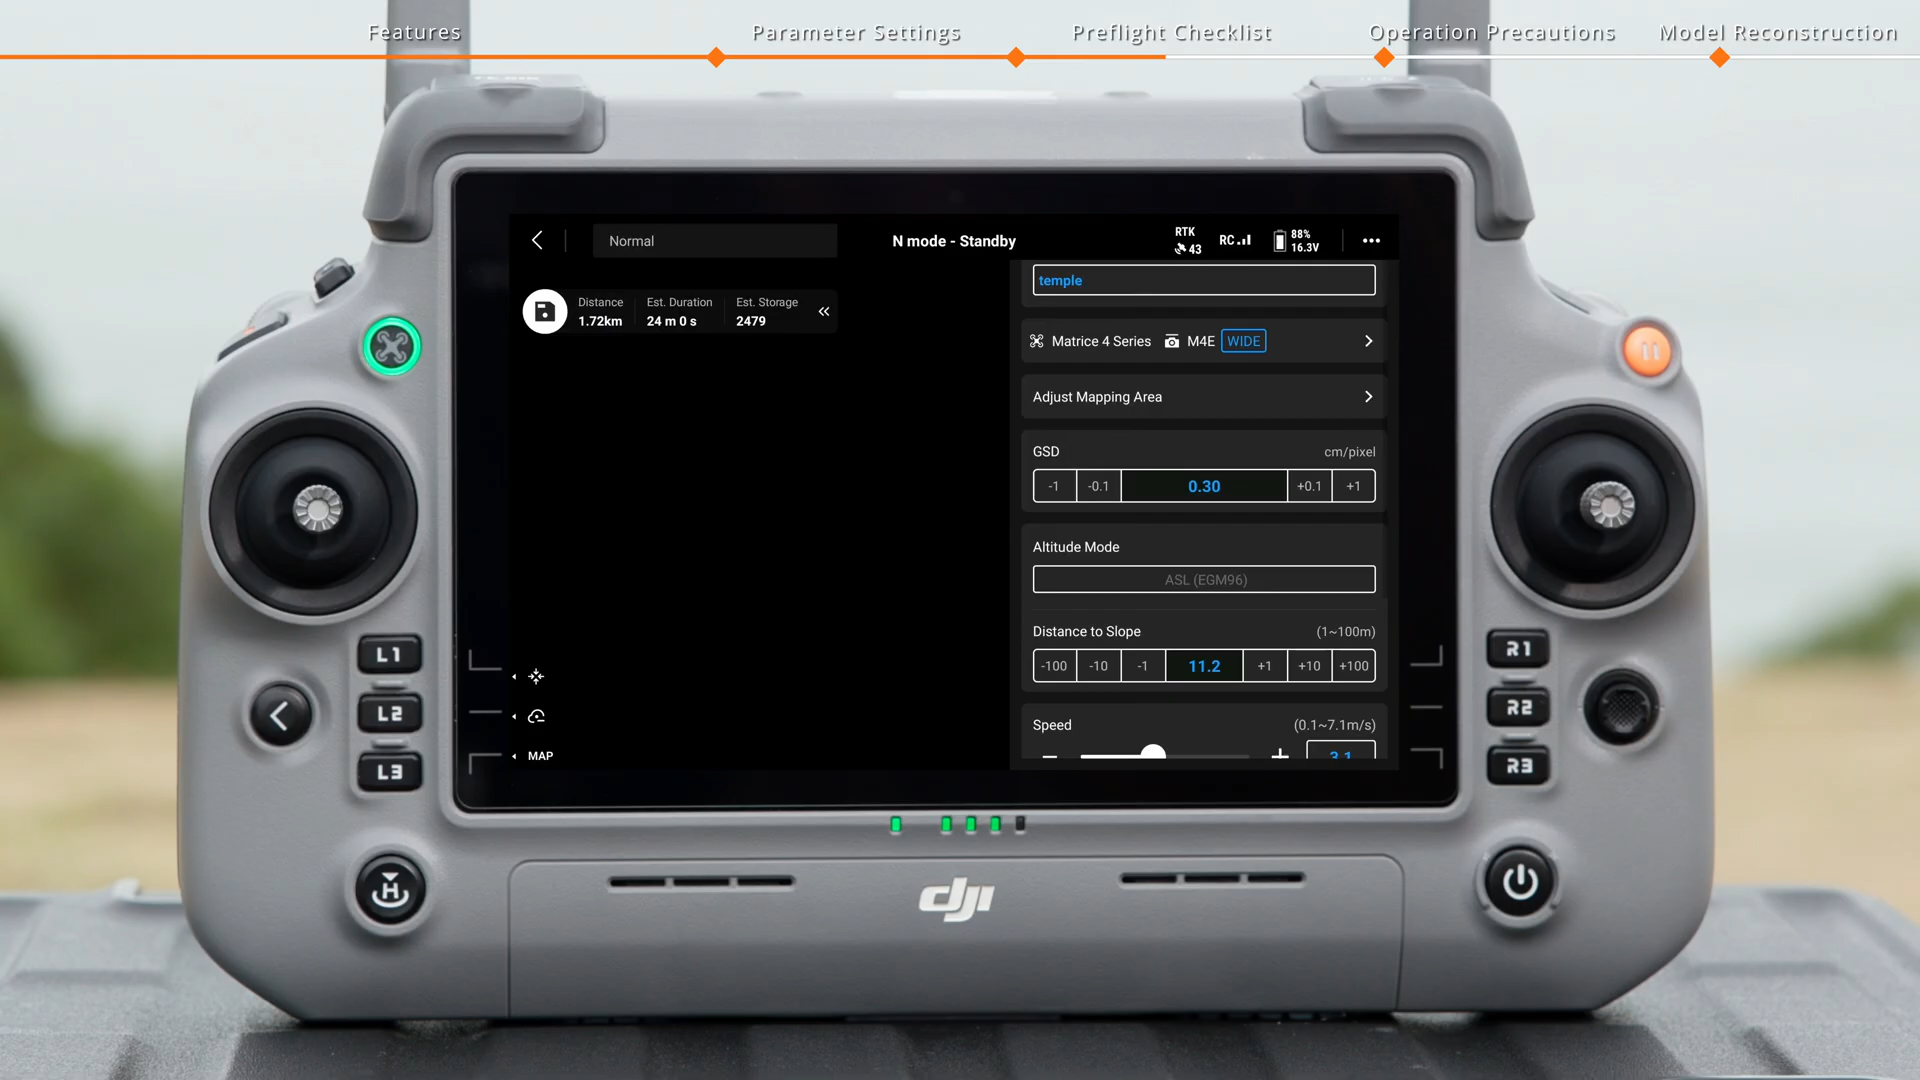 Features
Parameter Settings
Preflight Checklist
Operation Precautions
Model Reconstruction
Normal
N mode - Standby
RTK
43
RC
88%
16.3V
temple
Distance
1.72km
Est. Duration
24 m 0 s
Est. Storage
2479
Matrice 4 Series
M4E
WIDE
Adjust Mapping Area
GSD
cm/pixel
-1
-0.1
0.30
+0.1
+1
Altitude Mode
ASL (EGM96)
Distance to Slope
(1~100m)
-100
-10
-1
11.2
+1
+10
+100
Speed
(0.1~7.1m/s)
3.1
MAP
L1
L2
L3
R1
R2
R3
H
dji